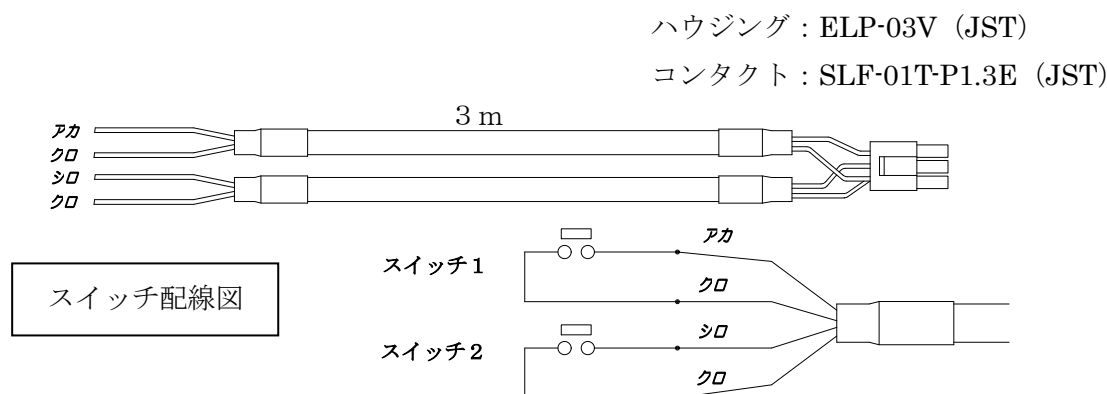 ハウジング：ELP-03V（JST）
コンタクト：SLF-01T-P1.3E（JST）
3ｍ
アカ
クロ
シロ
クロ
スイッチ配線図
スイッチ1
アカ
クロ
スイッチ2
シロ
クロ